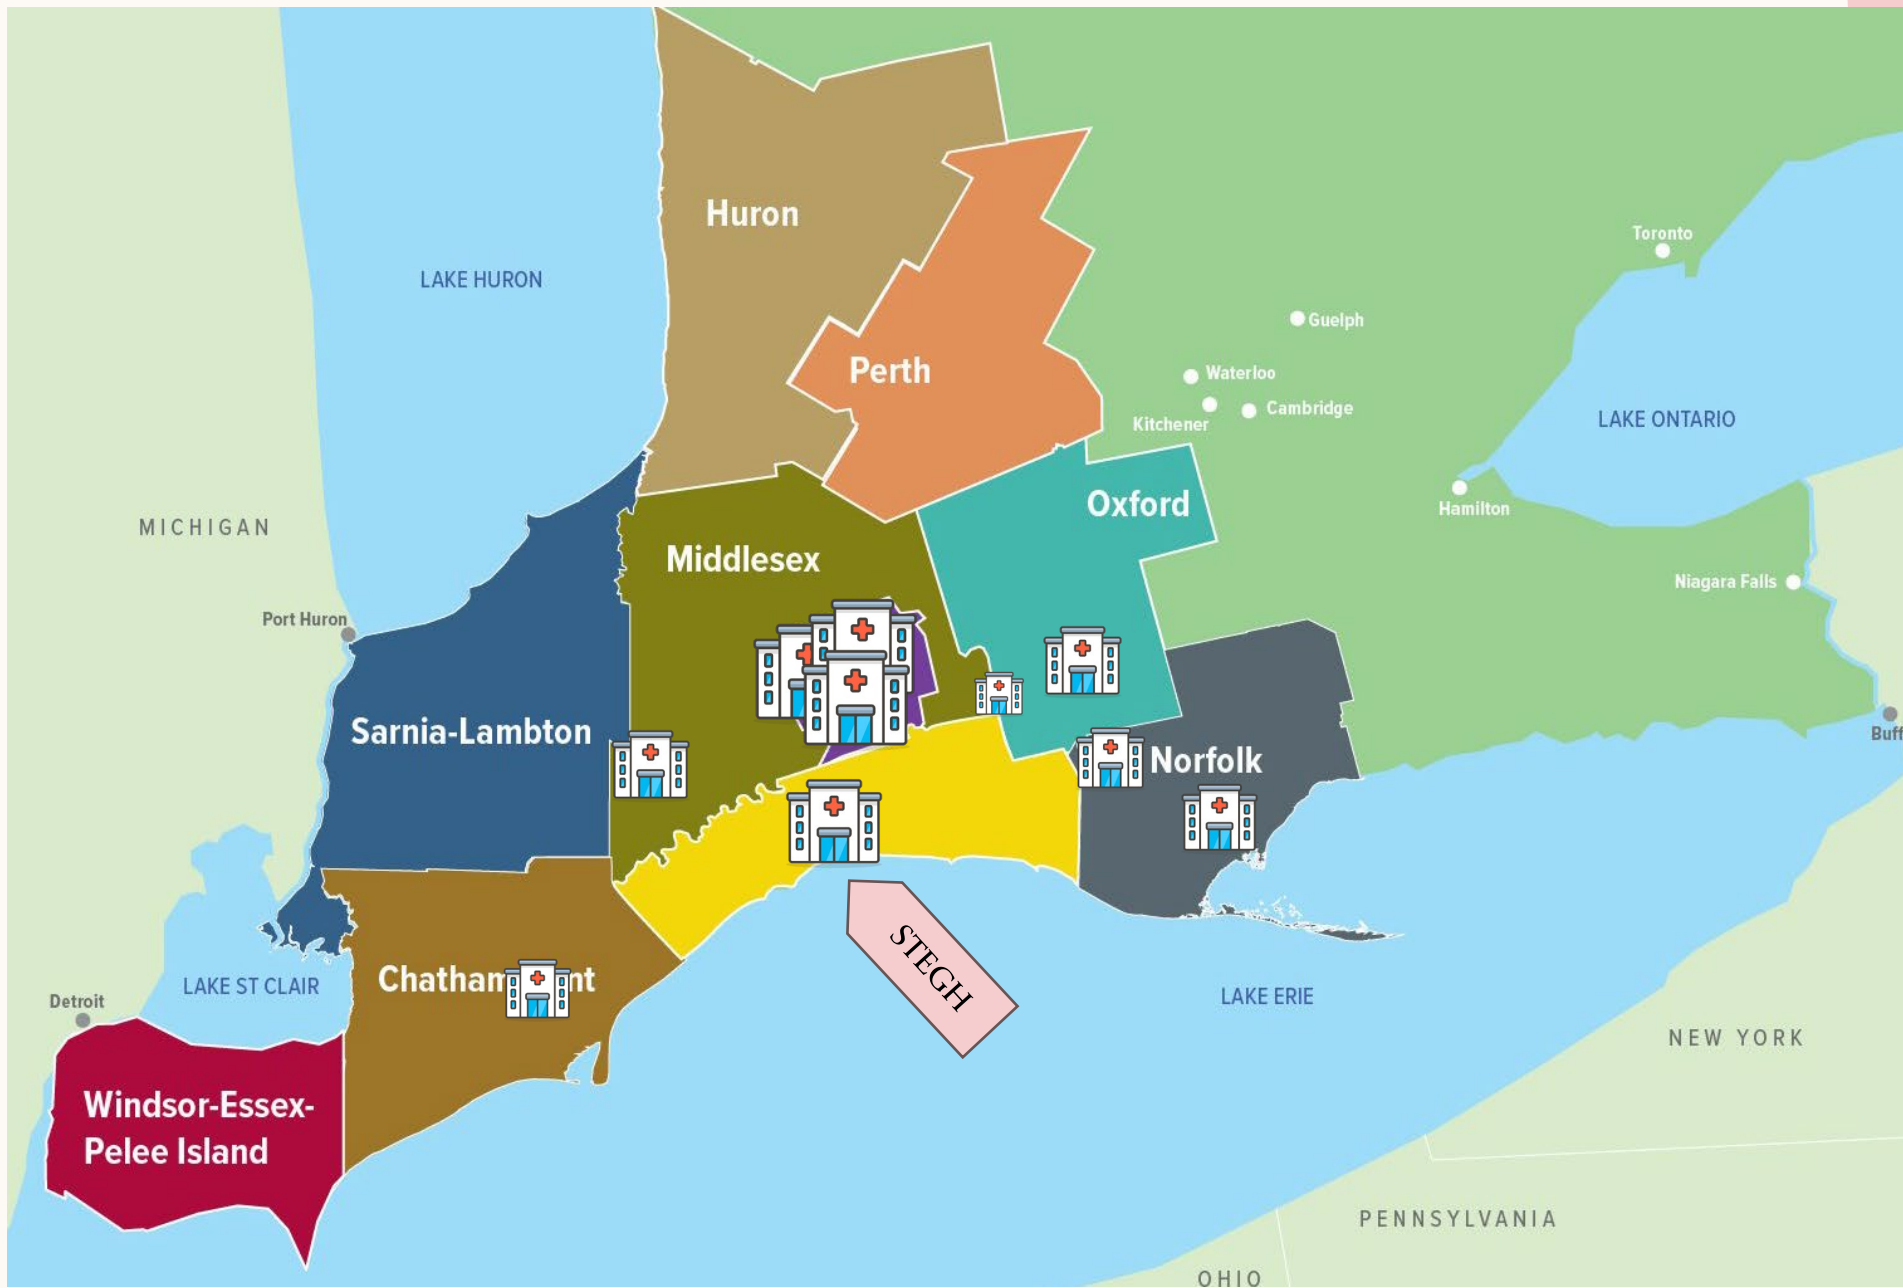 Huron
Toronto
LAKE HURON
Guelph
Perth
Waterloo
Cambridge
Kitchener
LAKE ONTARIO
Oxford
Hamilton
MICHIGAN
Middlesex
Niagara Falls
Port Huron
Sarnia-Lambton
Buff
Norfolk
STEGH
Chatham nt
LAKE ST CLAIR
LAKE ERIE
Detroit
NEW YORK
Windsor-Essex-
Pelee Island
PENNSYLVANIA
OHIO